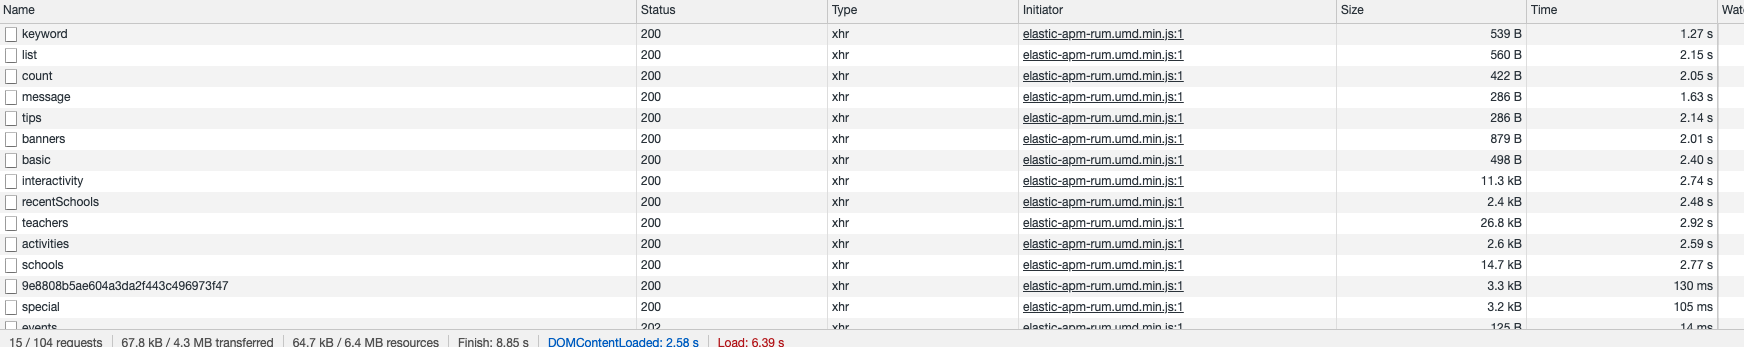 Name Status Type Initiator Size Time Wat
keyword 200 xhr elastic-apm-rum.umd.min.js:1 539 B 1.27 s
list 200 xhr elastic-apm-rum.umd.min.js:1 560 B 2.15 s
count 200 xhr elastic-apm-rum.umd.min.js:1 422 B 2.05 s
message 200 xhr elastic-apm-rum.umd.min.js:1 286 B 1.63 s
tips 200 xhr elastic-apm-rum.umd.min.js:1 286 B 2.14 s
banners 200 xhr elastic-apm-rum.umd.min.js:1 879 B 2.01 s
basic 200 xhr elastic-apm-rum.umd.min.js:1 498 B 2.40 s
interactivity 200 xhr elastic-apm-rum.umd.min.js:1 11.3 kB 2.74 s
recentSchools 200 xhr elastic-apm-rum.umd.min.js:1 2.4 kB 2.48 s
teachers 200 xhr elastic-apm-rum.umd.min.js:1 26.8 kB 2.92 s
activities 200 xhr elastic-apm-rum.umd.min.js:1 2.6 kB 2.59 s
schools 200 xhr elastic-apm-rum.umd.min.js:1 14.7 kB 2.77 s
9e8808b5ae604a3da2f443c496973f47 200 xhr elastic-apm-rum.umd.min.js:1 3.3 kB 130 ms
special 200 xhr elastic-apm-rum.umd.min.js:1 3.2 kB 105 ms
events 202 xhr elastic-apm-rum.umd.min.js:1 125 B 14 ms
15 / 104 requests 67.8 kB / 4.3 MB transferred 64.7 kB / 6.4 MB resources Finish: 8.85 s DOMContentLoaded: 2.58 s Load: 6.39 s